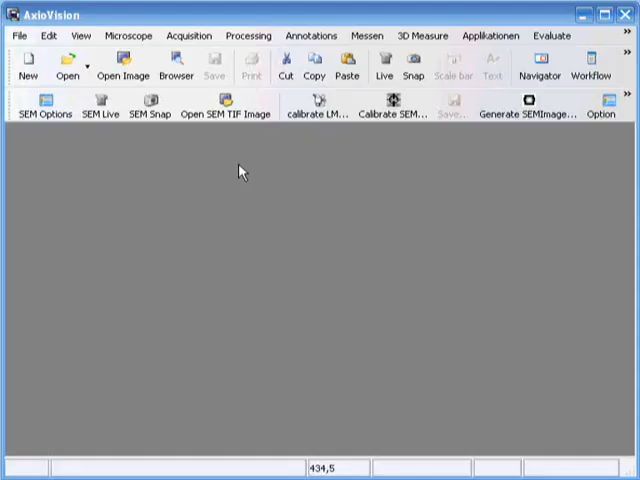 AxioVision
File Edit View Microscope Acquisition Processing Annotations Messen 3D Measure Applikationen Evaluate »
New Open Open Image Browser Save Print Cut Copy Paste Live Snap Scale bar Text Navigator Workflow »
SEM Options SEM Live SEM Snap Open SEM TIF Image calibrate LM... Calibrate SEM... Save... Generate SEMImage... Option »
434,5